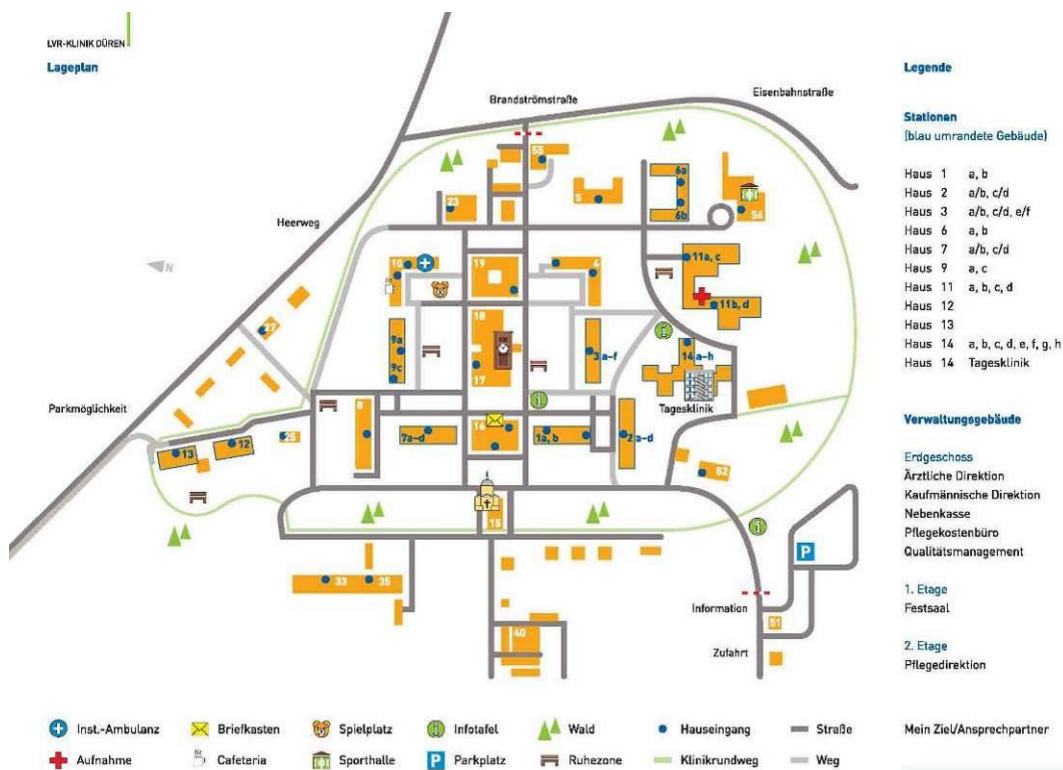 LVR-KLINIK DÜREN
Lageplan
Brandströmstraße
Eisenbahnstraße
Heerweg
N
Parkmöglichkeit
55
5
6a
6b
56
23
10
19
4
11a, c
11b, d
27
9a
9c
18
17
3 a–f
14 a–h
Tagesklinik
8
7a–d
16
1a, b
2 a–d
13
12
25
52
15
33
35
40
P
Information
51
Zufahrt
Legende
Stationen
(blau umrandete Gebäude)
Haus 1 a, b
Haus 2 a/b, c/d
Haus 3 a/b, c/d, e/f
Haus 6 a, b
Haus 7 a/b, c/d
Haus 9 a, c
Haus 11 a, b, c, d
Haus 12
Haus 13
Haus 14 a, b, c, d, e, f, g, h
Haus 14 Tagesklinik
Verwaltungsgebäude
Erdgeschoss
Ärztliche Direktion
Kaufmännische Direktion
Nebenkasse
Pflegekostenbüro
Qualitätsmanagement
1. Etage
Festsaal
2. Etage
Pflegedirektion
Inst.-Ambulanz Briefkasten Spielplatz Infotafel Wald Hauseingang Straße
Aufnahme Cafeteria Sporthalle P Parkplatz Ruhezone Klinikrundweg Weg
Mein Ziel/Ansprechpartner